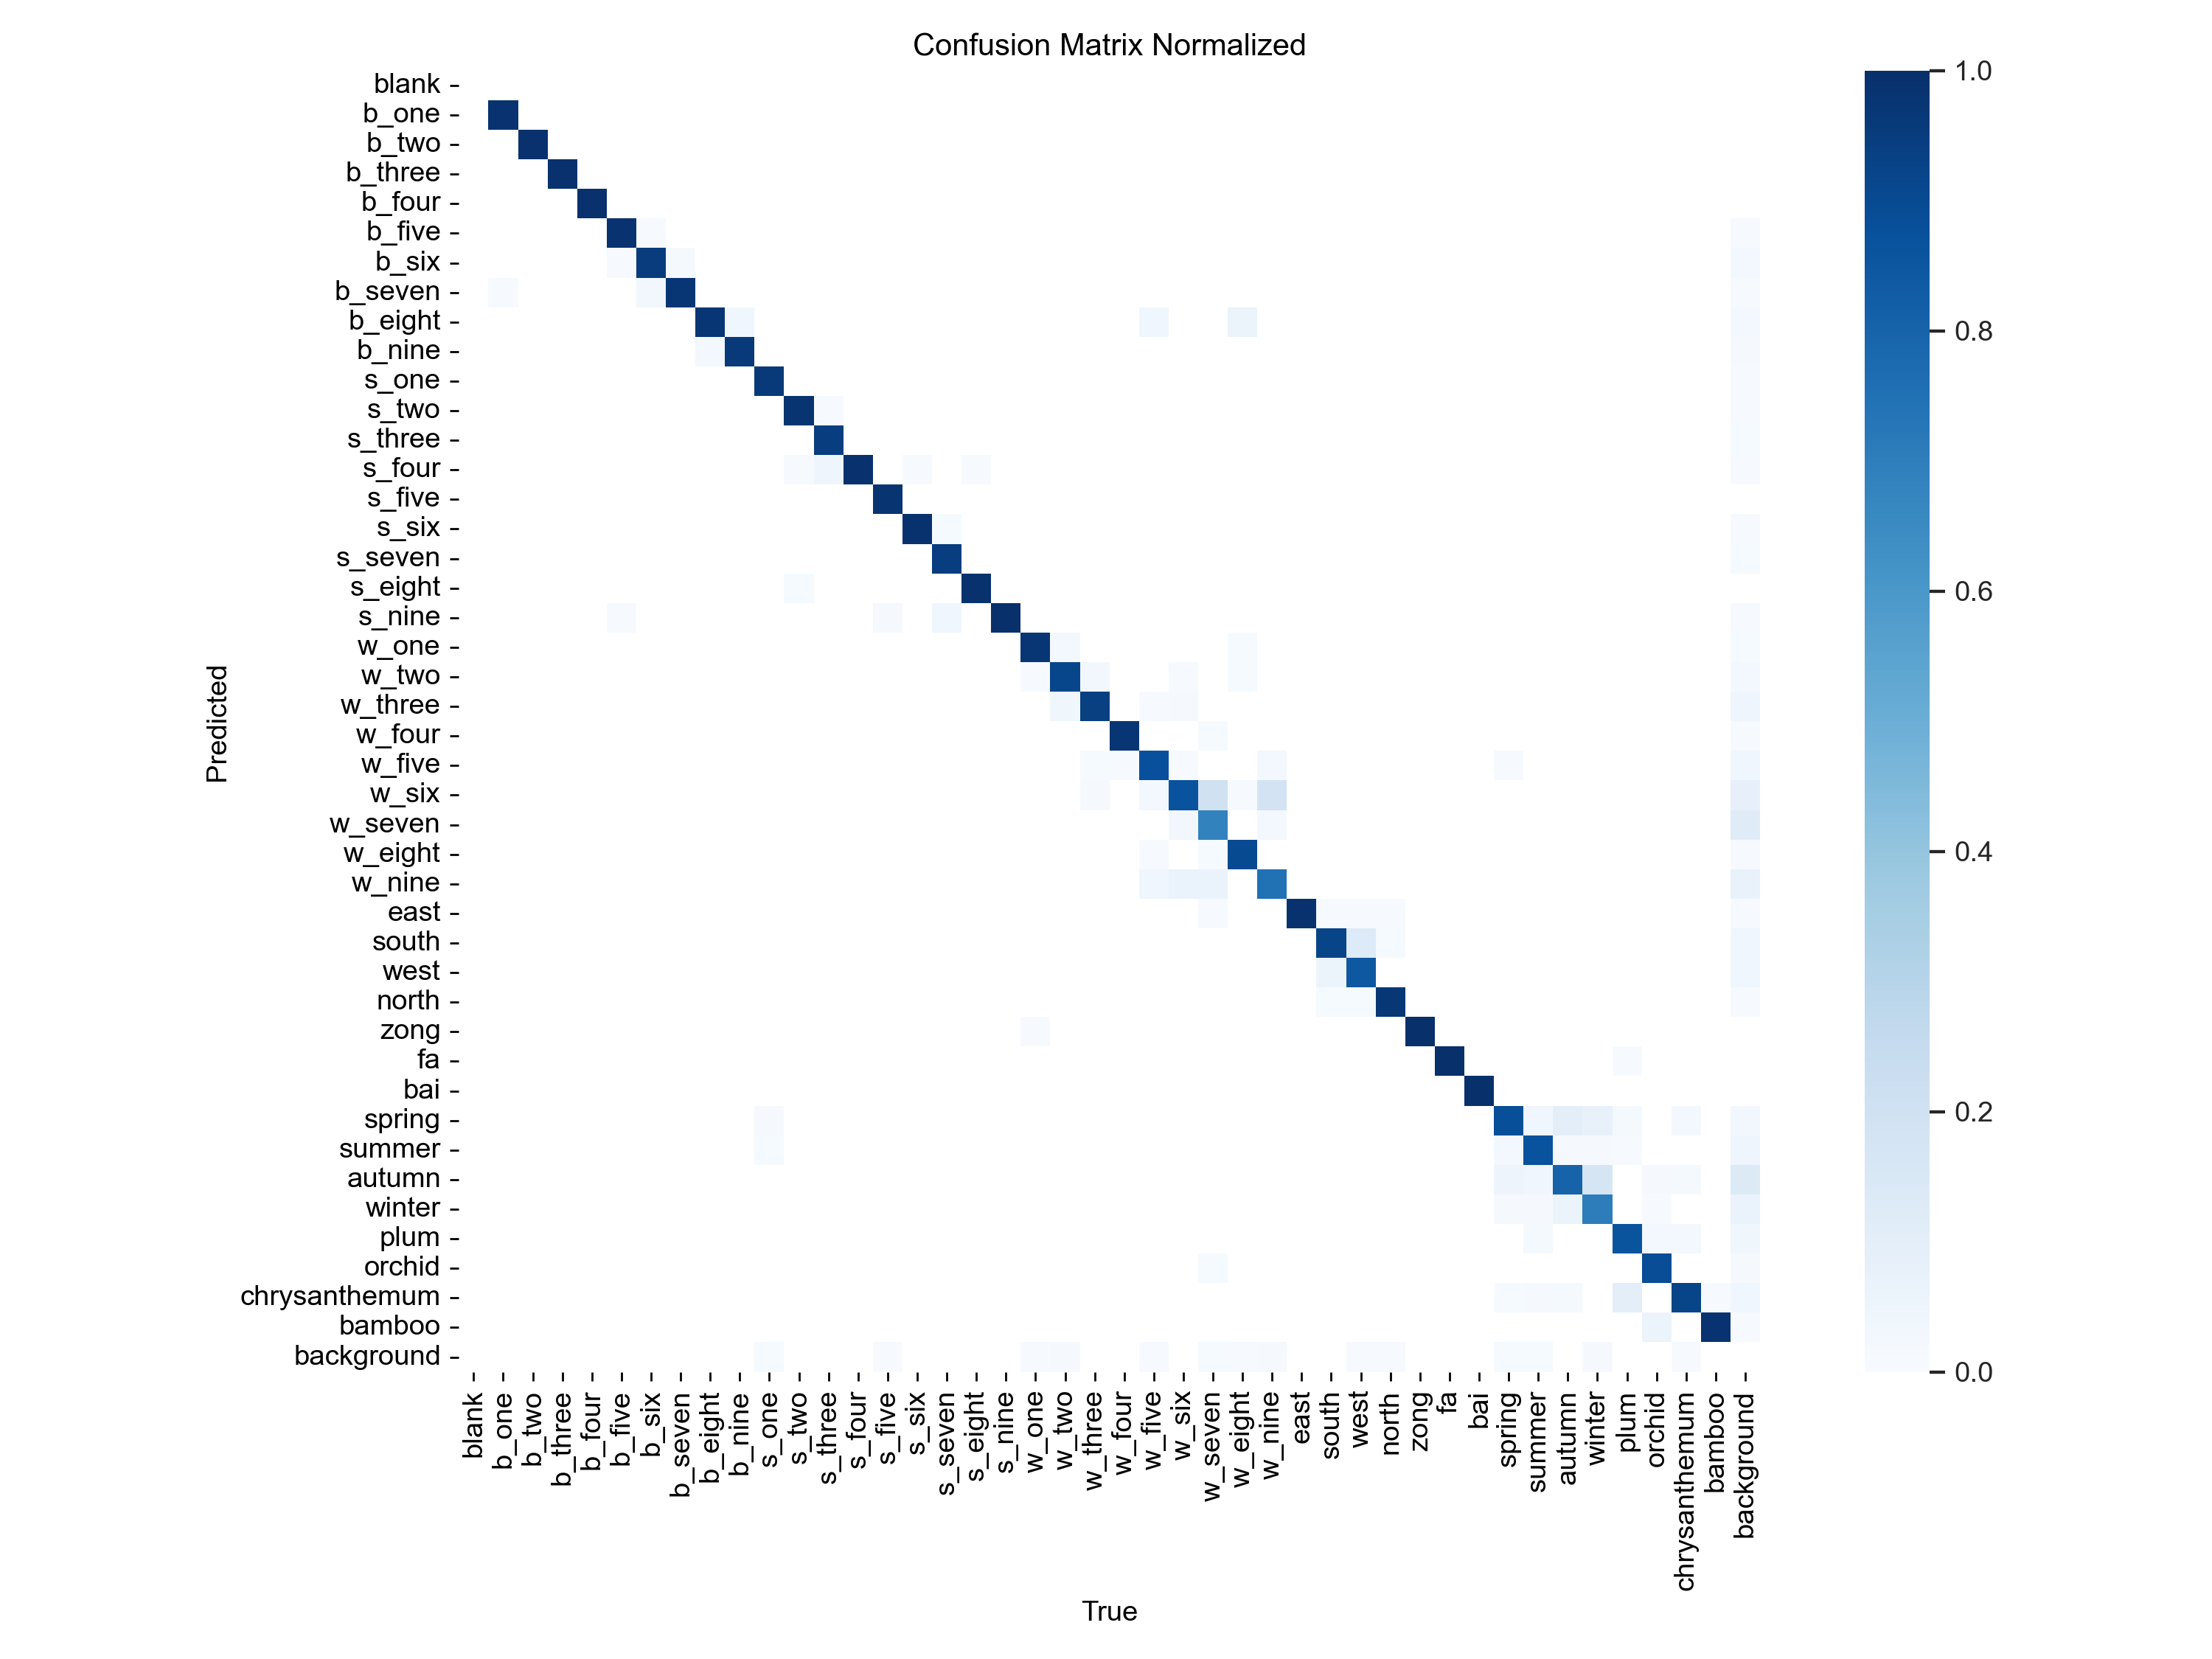 Confusion Matrix Normalized
blank
b_one
b_two
b_three
b_four
b_five
b_six
b_seven
b_eight
b_nine
s_one
s_two
s_three
s_four
s_five
s_six
s_seven
s_eight
s_nine
w_one
w_two
w_three
w_four
w_five
w_six
w_seven
w_eight
w_nine
east
south
west
north
zong
fa
bai
spring
summer
autumn
winter
plum
orchid
chrysanthemum
bamboo
background
Predicted
blank
b_one
b_two
b_three
b_four
b_five
b_six
b_seven
b_eight
b_nine
s_one
s_two
s_three
s_four
s_five
s_six
s_seven
s_eight
s_nine
w_one
w_two
w_three
w_four
w_five
w_six
w_seven
w_eight
w_nine
east
south
west
north
zong
fa
bai
spring
summer
autumn
winter
plum
orchid
chrysanthemum
bamboo
background
True
1.0
0.8
0.6
0.4
0.2
0.0